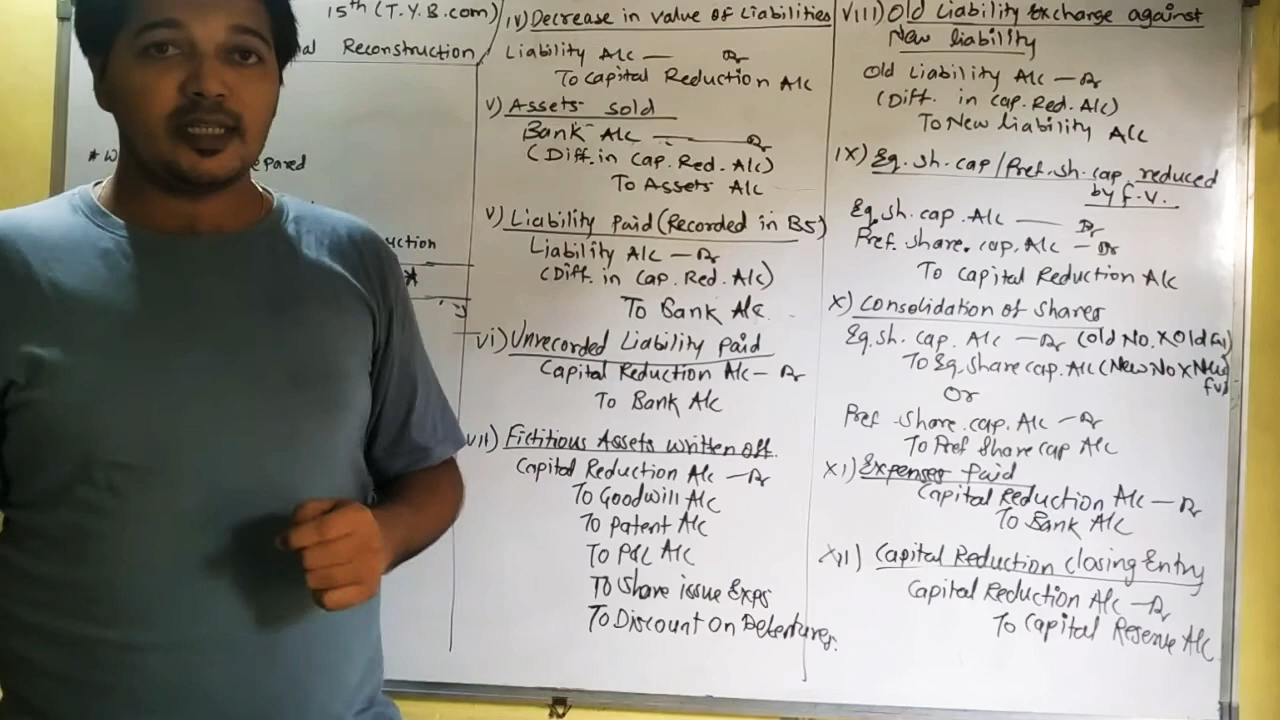 15th (T.Y.B.com)
al Reconstruction
* W
epared
uction
*
iv) Decrease in value of Liabilities
Liability A/c — Dr
To Capital Reduction A/c
v) Assets sold
Bank A/c — Dr
(Diff. in Cap. Red. A/c)
To Assets A/c
v) Liability Paid (Recorded in BS)
Liability A/c — Dr
(Diff. in Cap. Red. A/c)
To Bank A/c
vi) Unrecorded Liability paid
Capital Reduction A/c — Dr
To Bank A/c
vii) Fictitious Assets written off.
Capital Reduction A/c — Dr
To Goodwill A/c
To patent A/c
To P&L A/c
To Share issue Exps
To Discount On Debentures.
VIII) Old Liability Exchange against
New liability
Old Liability A/c — Dr
(Diff. in Cap. Red. A/c)
To New liability A/c
IX) Eq. sh. cap / Pref. sh. cap reduced
by f.v.
Eq. sh. cap. A/c — Dr
Pref. share. cap. A/c — Dr
To Capital Reduction A/c
X) Consolidation of shares
Eq. sh. cap. A/c — Dr (Old No. X Old fv)
To Eq. share cap. A/c (New No X New
fv)
Or
Pref share. cap. A/c — Dr
To Pref share cap A/c
XI) Expenses Paid
Capital Reduction A/c — Dr
To Bank A/c
XII) Capital Reduction Closing Entry
Capital Reduction A/c — Dr
To Capital Reserve A/c